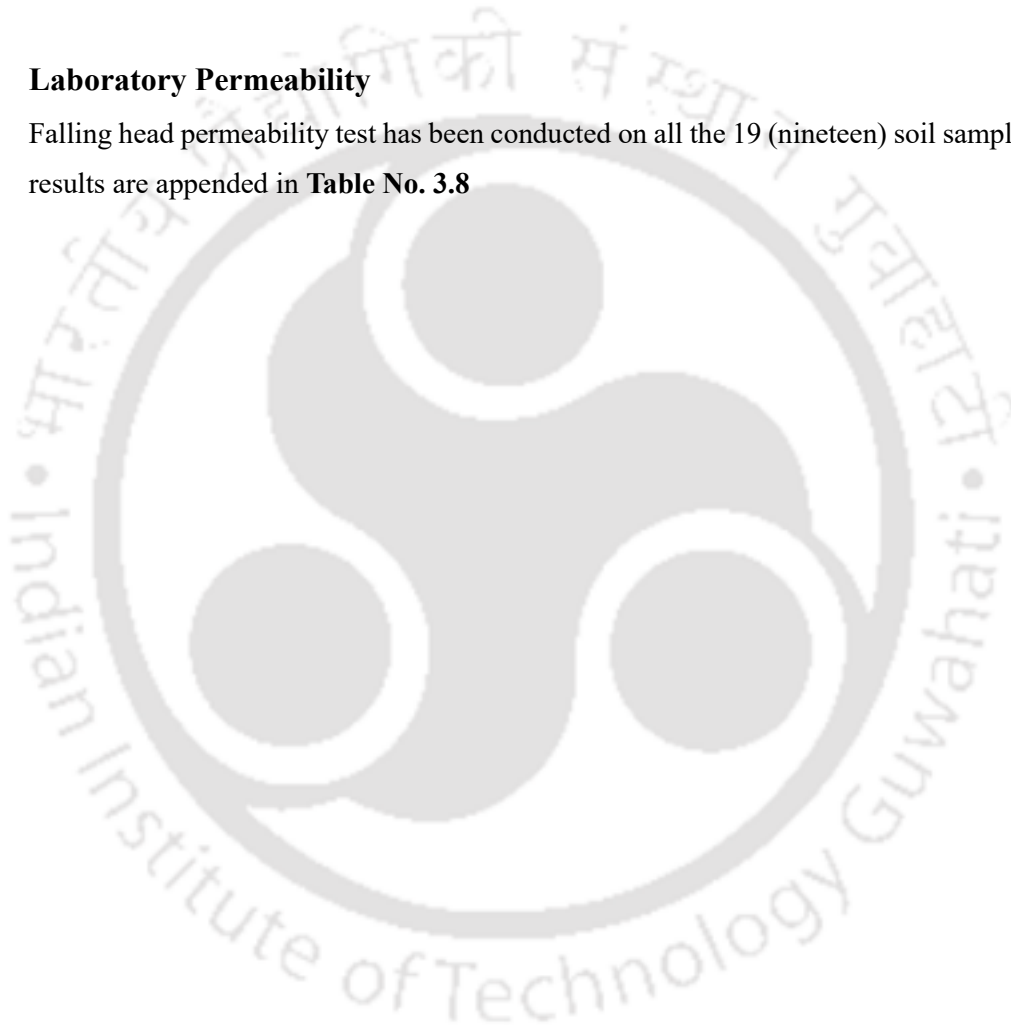 Laboratory Permeability
Falling head permeability test has been conducted on all the 19 (nineteen) soil sampl
results are appended in Table No. 3.8
भारतीय प्रौद्योगिकी संस्थान गुवाहाटी
Indian Institute of Technology Guwahati